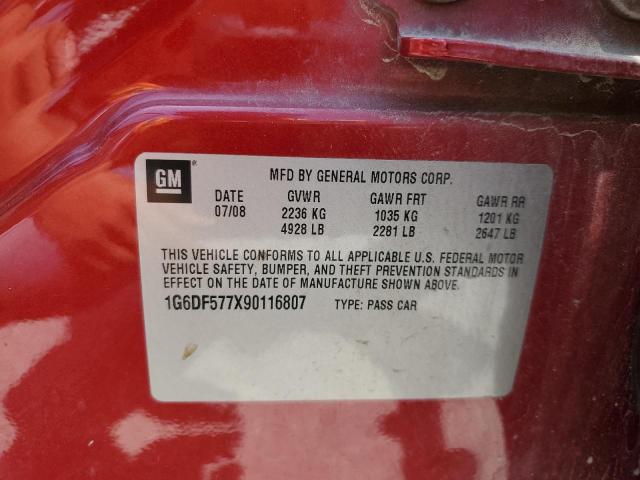 GM ® MFD BY GENERAL MOTORS CORP.
DATE GVWR GAWR FRT GAWR RR
07/08 2236 KG 1035 KG 1201 KG
4928 LB 2281 LB 2647 LB
THIS VEHICLE CONFORMS TO ALL APPLICABLE U.S. FEDERAL MOTOR
VEHICLE SAFETY, BUMPER, AND THEFT PREVENTION STANDARDS IN
EFFECT ON THE DATE OF MANUFACTURE SHOWN ABOVE.
1G6DF577X90116807 TYPE: PASS CAR